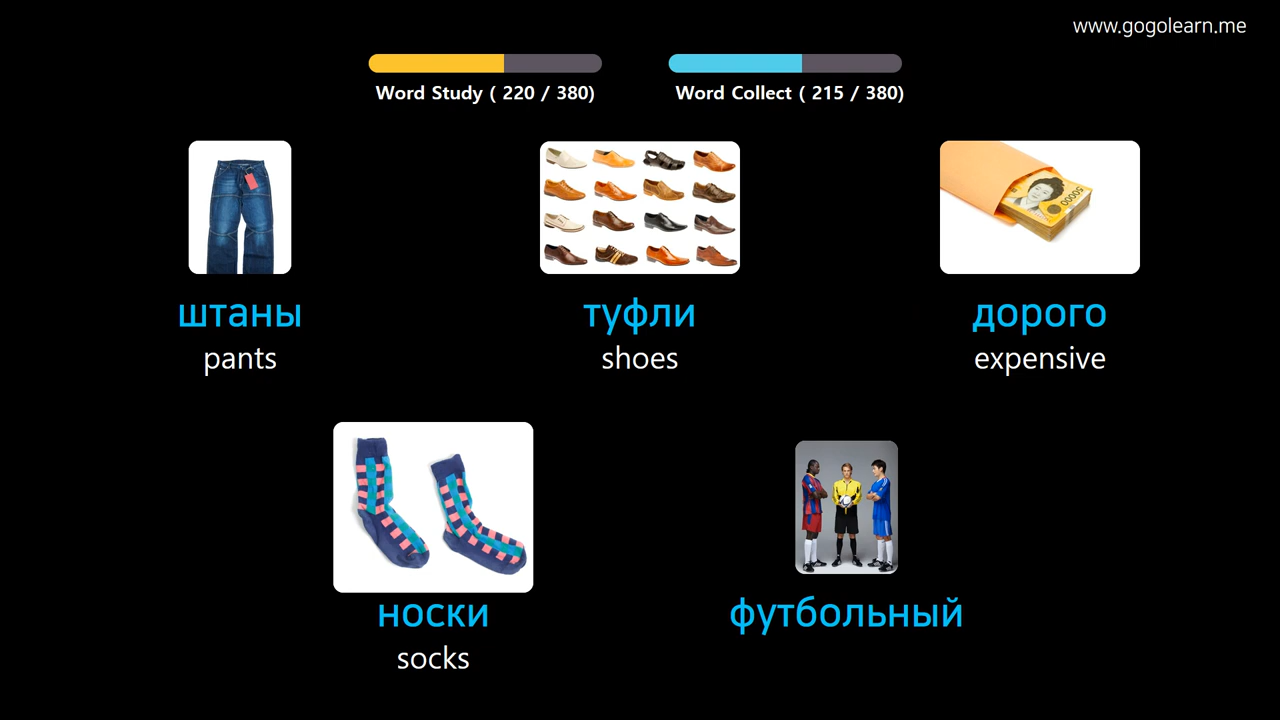 www.gogolearn.me
Word Study ( 220 / 380)
Word Collect ( 215 / 380)
штаны
pants
туфли
shoes
дорого
expensive
50000
носки
socks
футбольный